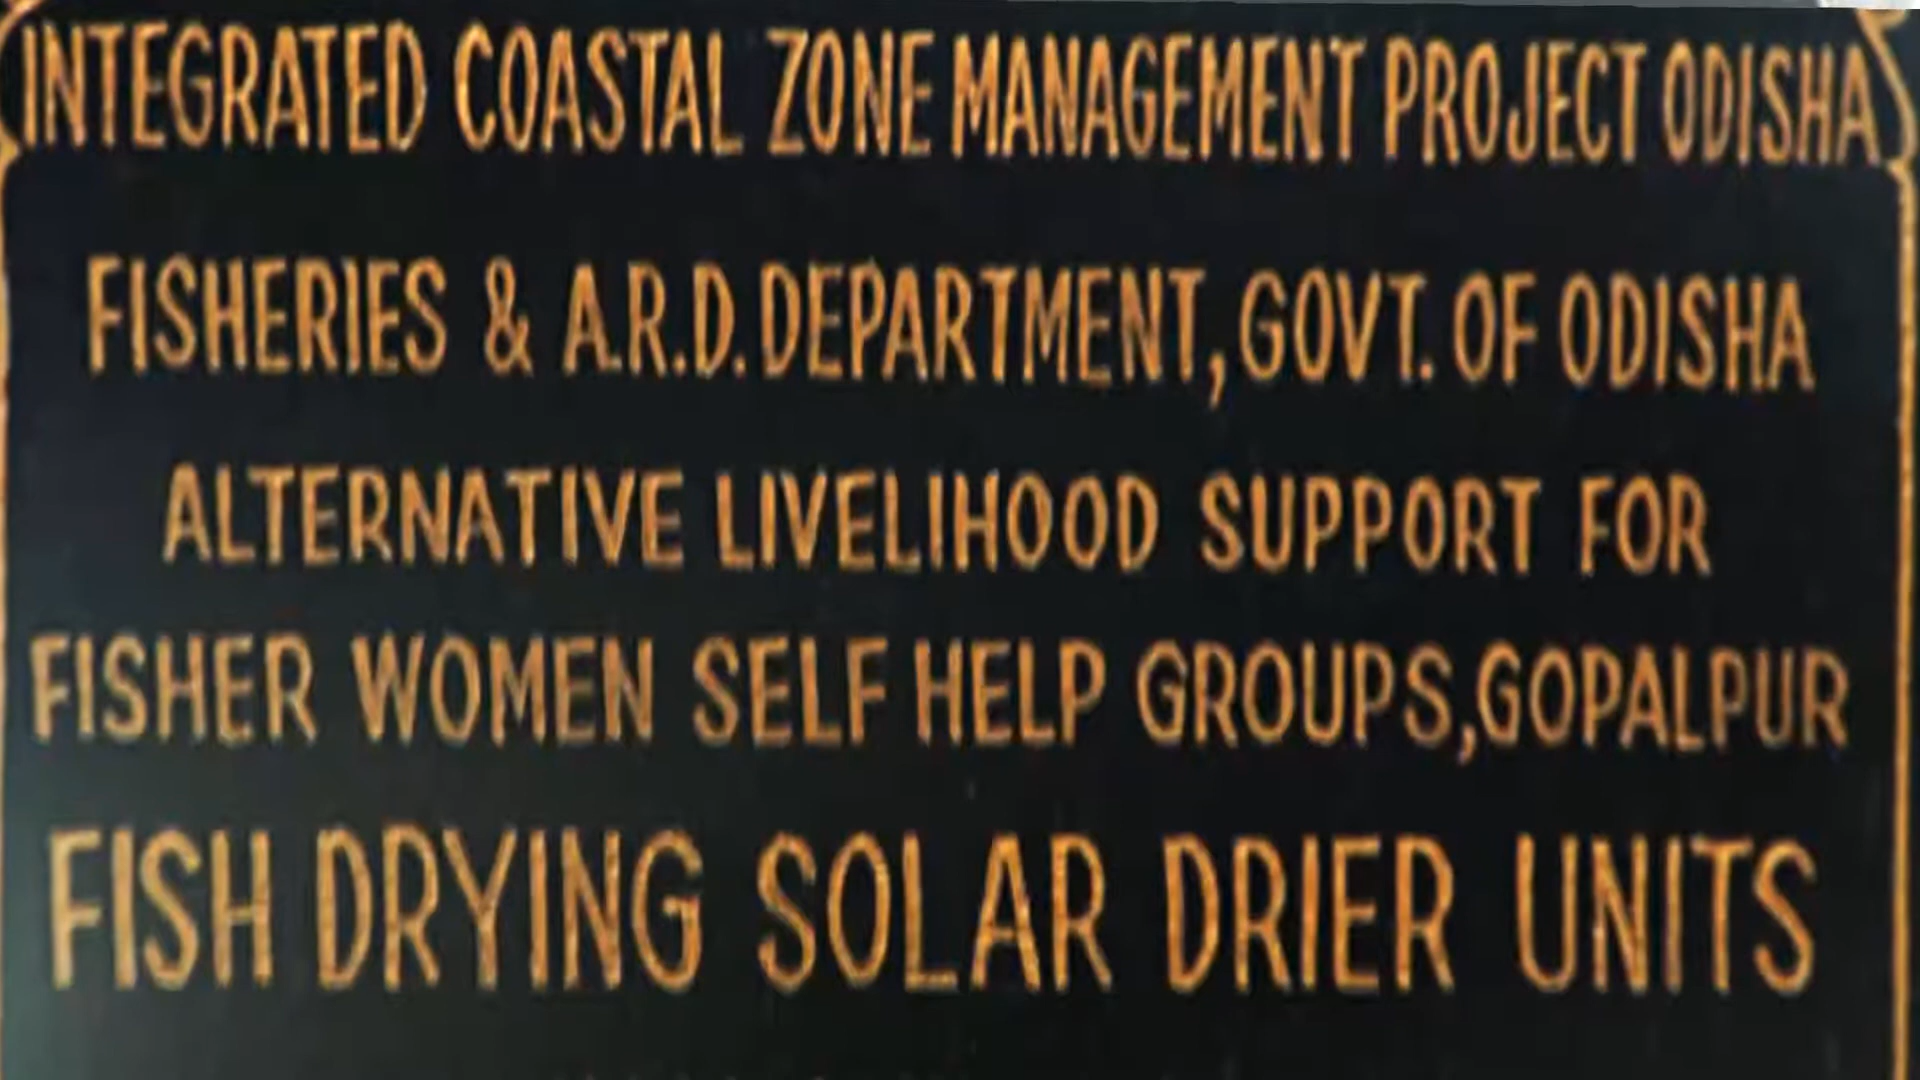 INTEGRATED COASTAL ZONE MANAGEMENT PROJECT ODISHA
FISHERIES & A.R.D. DEPARTMENT, GOVT. OF ODISHA
ALTERNATIVE LIVELIHOOD SUPPORT FOR
FISHER WOMEN SELF HELP GROUPS, GOPALPUR
FISH DRYING SOLAR DRIER UNITS